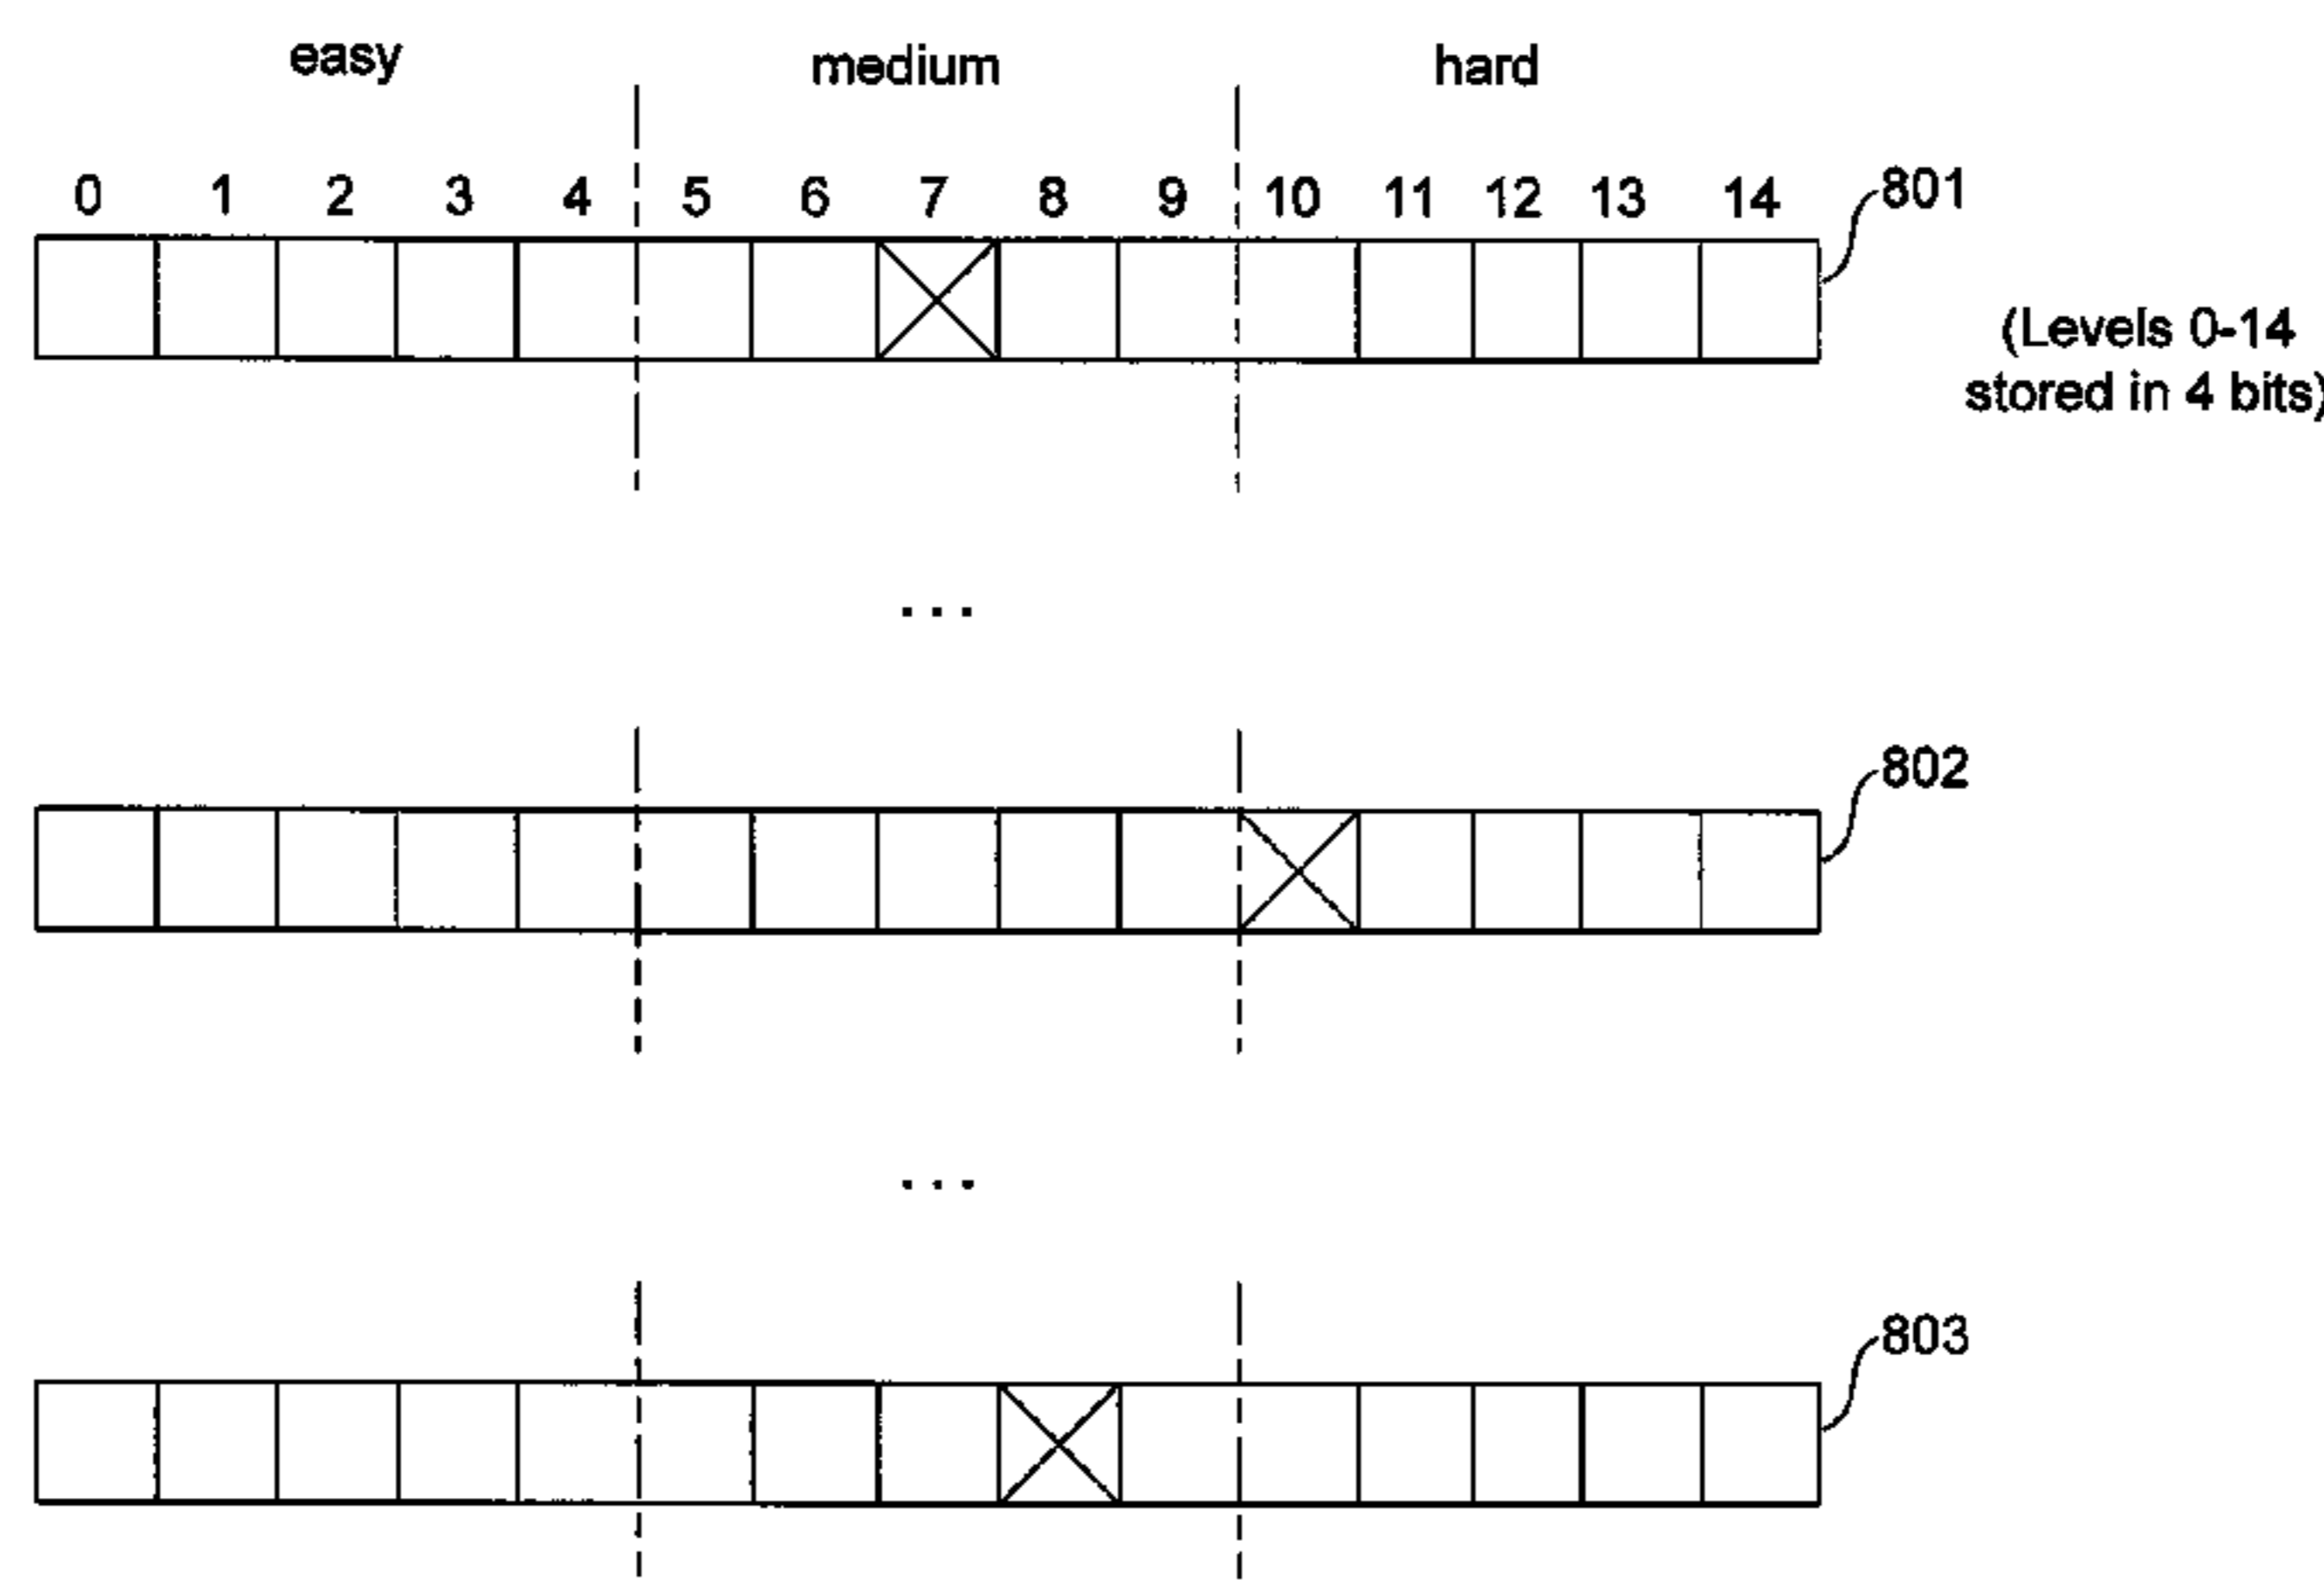 easy medium hard
0 1 2 3 4 5 6 7 8 9 10 11 12 13 14 801
(Levels 0-14
stored in 4 bits)
...
802
...
803